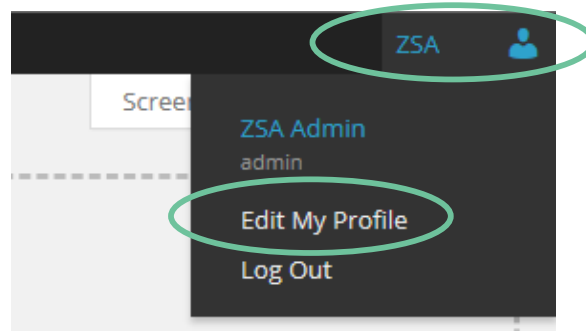 ZSA
Scree
ZSA Admin
admin
Edit My Profile
Log Out